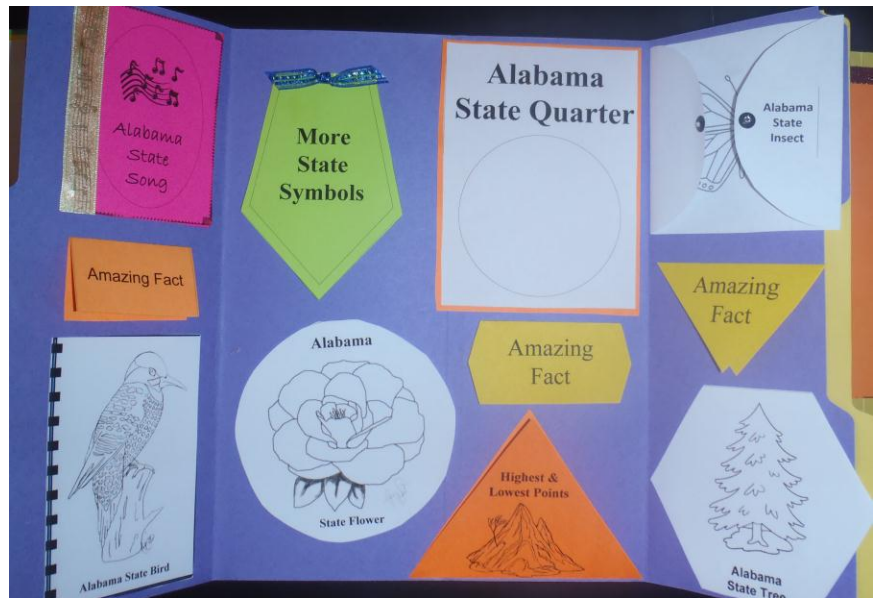 Alabama
State
Song
More
State
Symbols
Alabama
State Quarter
Alabama
State
Insect
Amazing Fact
Amazing
Fact
Amazing
Fact
Alabama State Bird
Alabama
State Flower
Highest &
Lowest Points
Alabama
State Tree